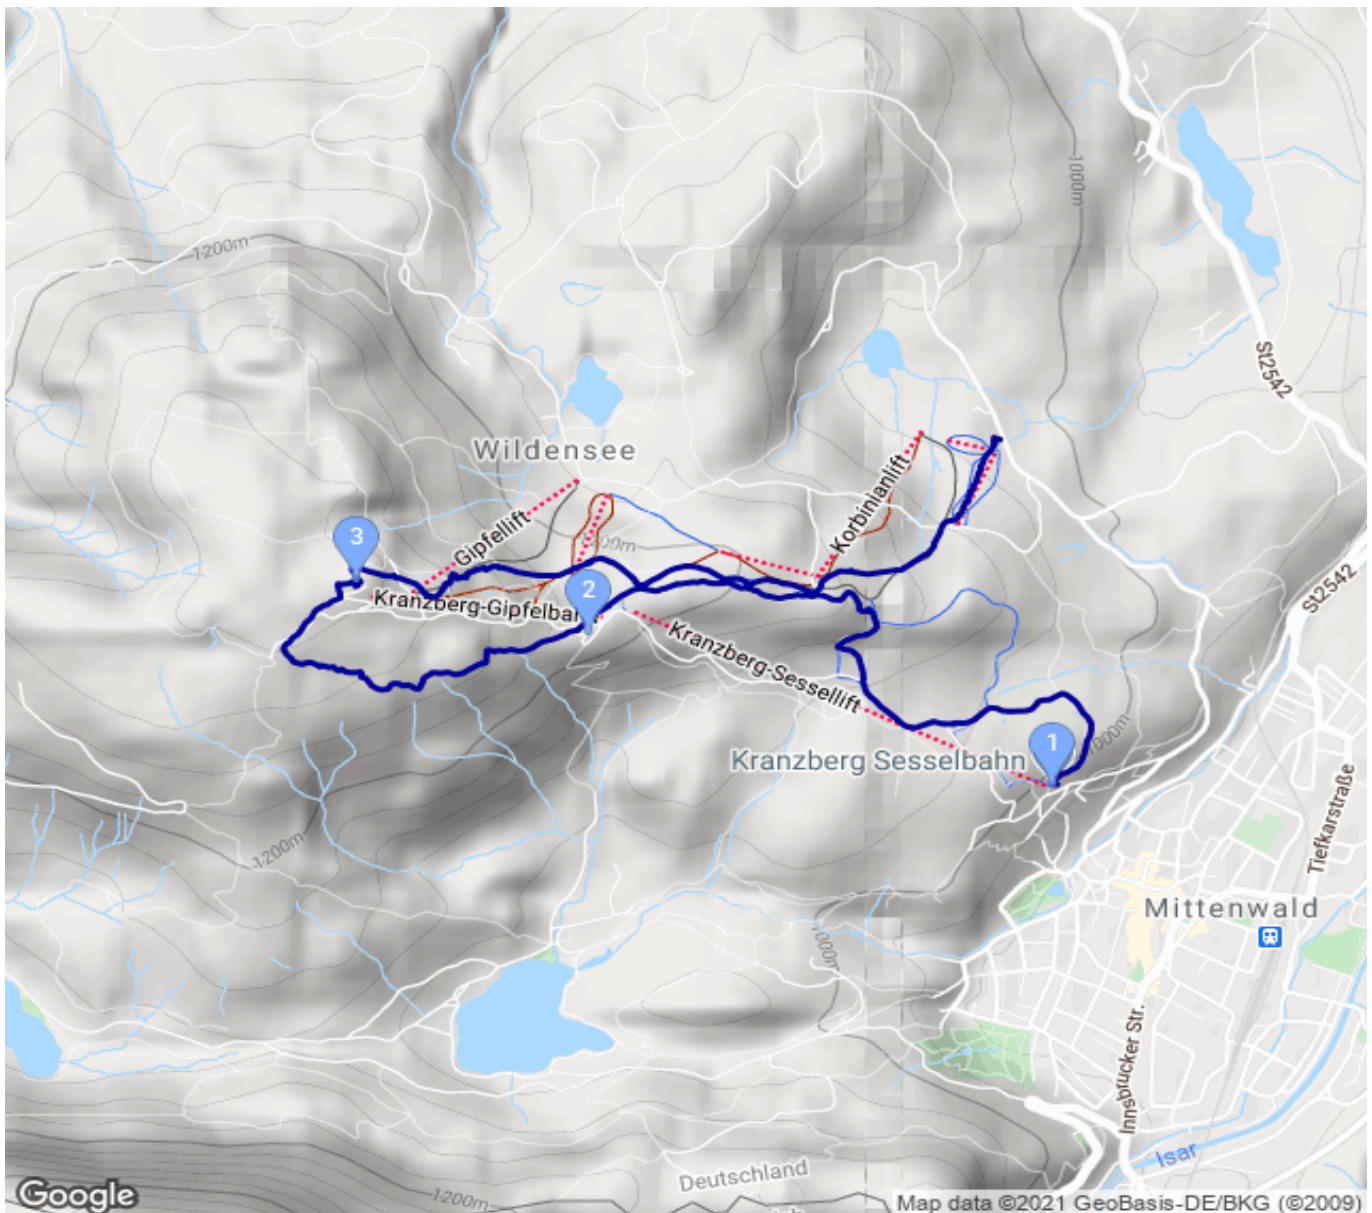 1000m
1200m
St2542
Wildensee
Korbinianlift
Gipfellift
1200m
3
2
St2542
Kranzberg-Gipfelbahn
Kranzberg-Sessellift
1
1000m
Kranzberg Sesselbahn
Tiefkarstraße
1200m
Mittenwald
1000m
Innsbrucker Str.
Isar
Deutschland
1200m
Google
Map data ©2021 GeoBasis-DE/BKG (©2009)